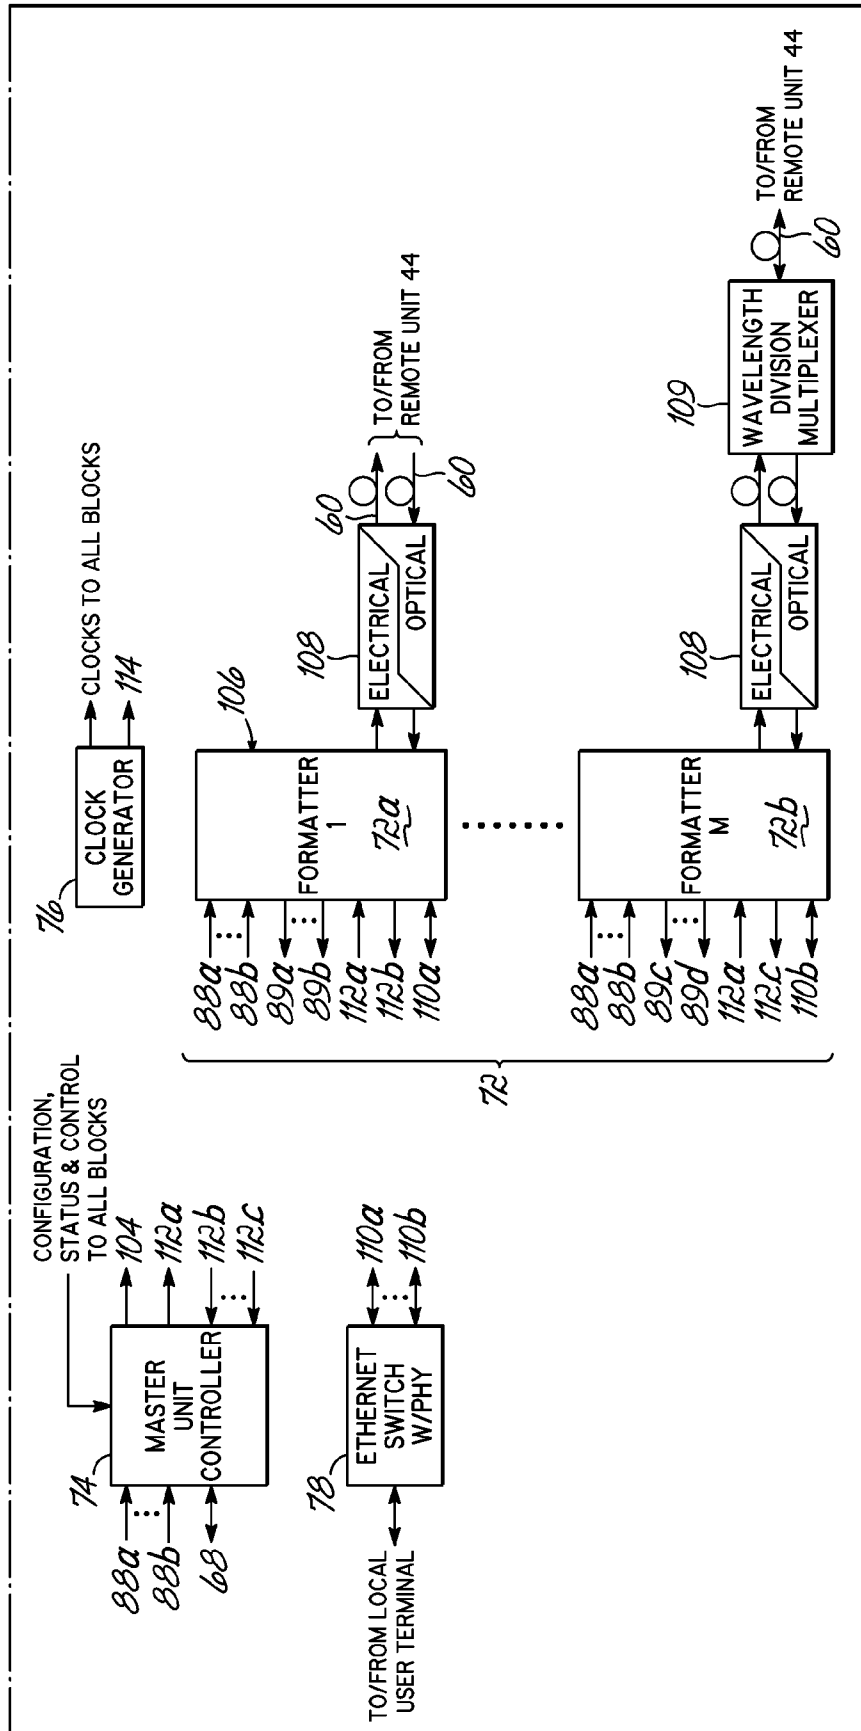 CONFIGURATION,
STATUS & CONTROL
TO ALL BLOCKS
74
MASTER
UNIT
CONTROLLER
88a
88b
68
104
112a
112b
112c
78
ETHERNET
SWITCH
W/PHY
TO/FROM LOCAL
USER TERMINAL
110a
110b
76
CLOCK
GENERATOR
CLOCKS TO ALL BLOCKS
114
72
88a
88b
89a
89b
112a
112b
110a
FORMATTER
1
72a
106
108
ELECTRICAL
OPTICAL
60
60
TO/FROM
REMOTE UNIT 44
88a
88b
89c
89d
112a
112c
110b
FORMATTER
M
72b
108
ELECTRICAL
OPTICAL
109
WAVELENGTH
DIVISION
MULTIPLEXER
60
TO/FROM
REMOTE UNIT 44